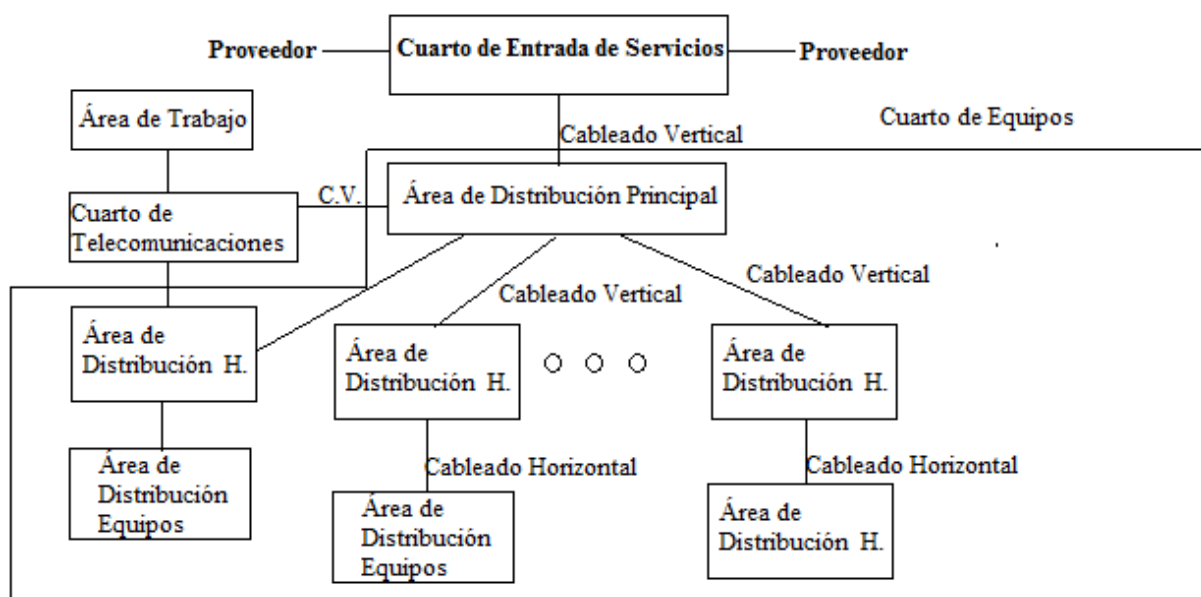 Proveedor
Cuarto de Entrada de Servicios
Proveedor
Área de Trabajo
Cableado Vertical
Cuarto de Equipos
C.V.
Área de Distribución Principal
Cuarto de
Telecomunicaciones
Cableado Vertical
Cableado Vertical
Área de
Distribución H.
Área de
Distribución H.
Área de
Distribución H.
Área de
Distribución
Equipos
Cableado Horizontal
Cableado Horizontal
Área de
Distribución
Equipos
Área de
Distribución H.